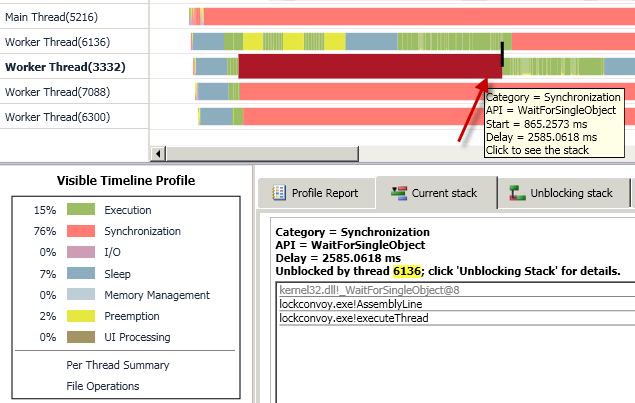 Main Thread(5216)
Worker Thread(6136)
Worker Thread(3332)
Worker Thread(7088)
Worker Thread(6300)
Category = Synchronization
API = WaitForSingleObject
Start = 865.2573 ms
Delay = 2585.0618 ms
Click to see the stack
Visible Timeline Profile
15% Execution
76% Synchronization
0% I/O
7% Sleep
0% Memory Management
2% Preemption
0% UI Processing
Per Thread Summary
File Operations
Profile Report
Current stack
Unblocking stack
Category = Synchronization
API = WaitForSingleObject
Delay = 2585.0618 ms
Unblocked by thread 6136; click 'Unblocking Stack' for details.
kernel32.dll!_WaitForSingleObject@8
lockconvoy.exe!AssemblyLine
lockconvoy.exe!executeThread